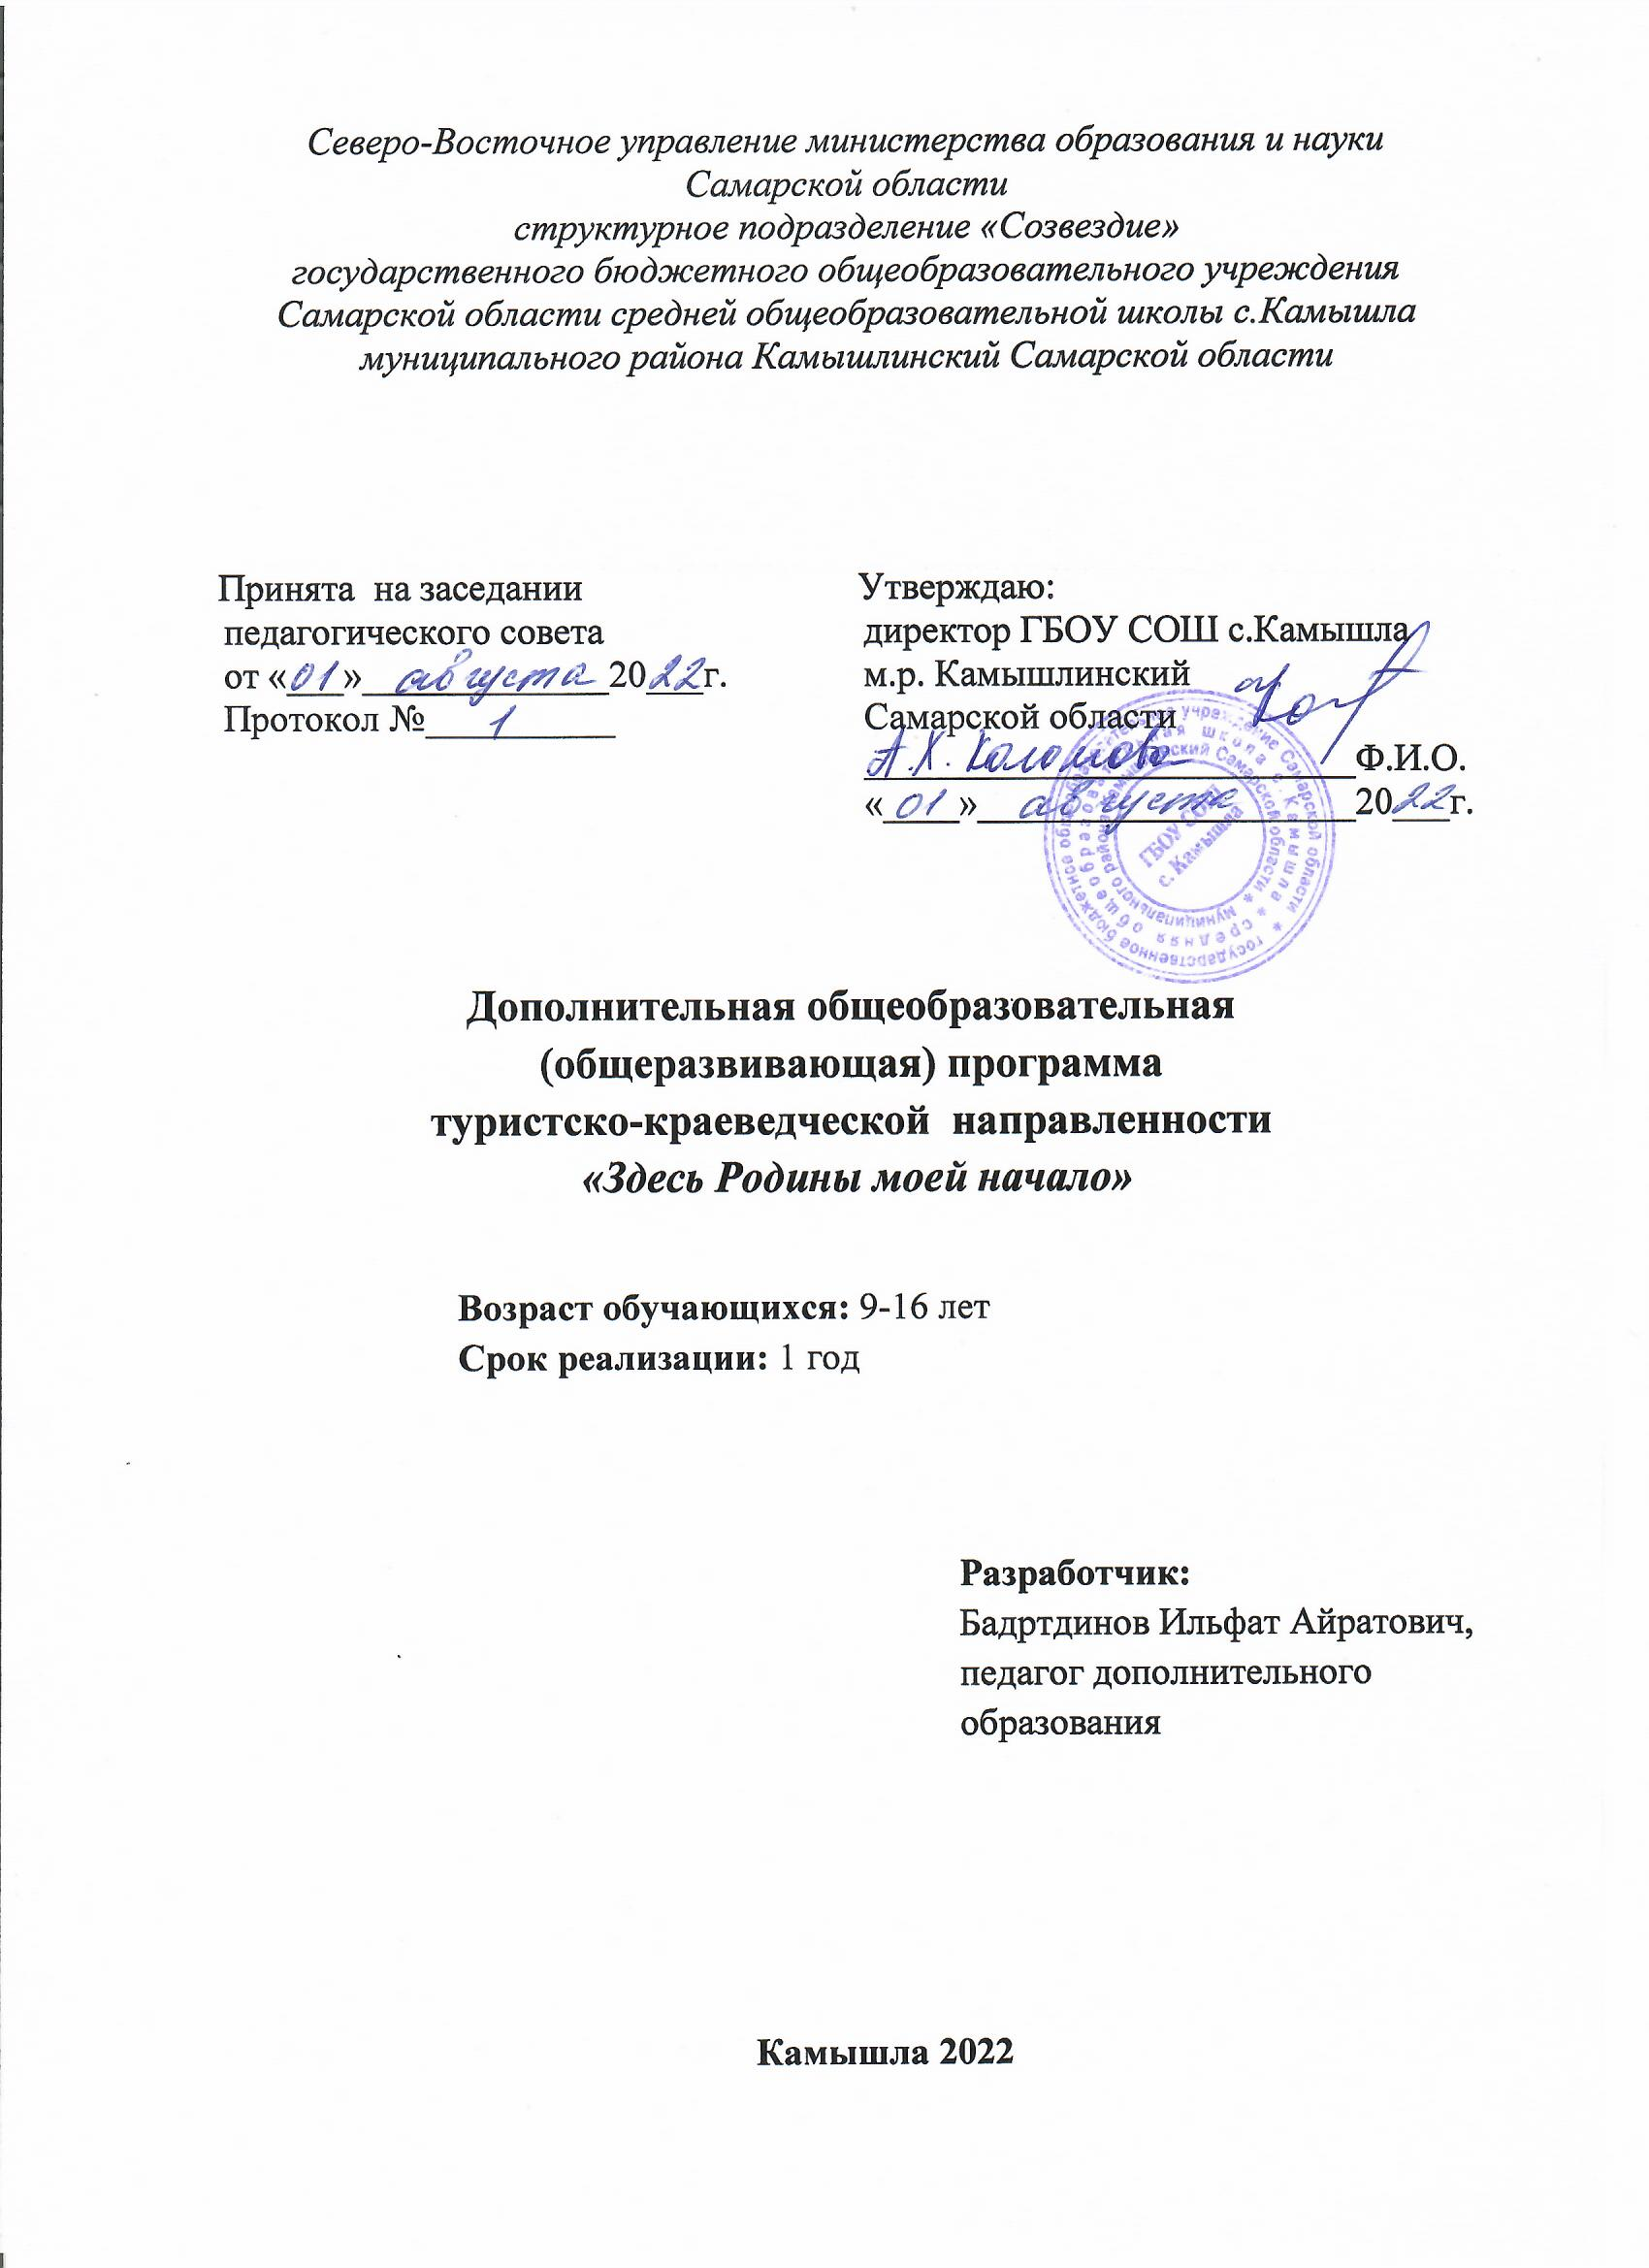 Северо-Восточное управление министерства образования и науки
Самарской области
структурное подразделение «Созвездие»
государственного бюджетного общеобразовательного учреждения
Самарской области средней общеобразовательной школы с.Камышла
муниципального района Камышлинский Самарской области
Принята на заседании
педагогического совета
от «01» августа 2022г.
Протокол № 1
Утверждаю:
директор ГБОУ СОШ с.Камышла
м.р. Камышлинский
Самарской области
А.Х. Ф.И.О.
«01» августа 2022г.
ГБОУ СОШ
с. Камышла
Дополнительная общеобразовательная
(общеразвивающая) программа
туристско-краеведческой направленности
«Здесь Родины моей начало»
Возраст обучающихся: 9-16 лет
Срок реализации: 1 год
Разработчик:
Бадртдинов Ильфат Айратович,
педагог дополнительного
образования
Камышла 2022